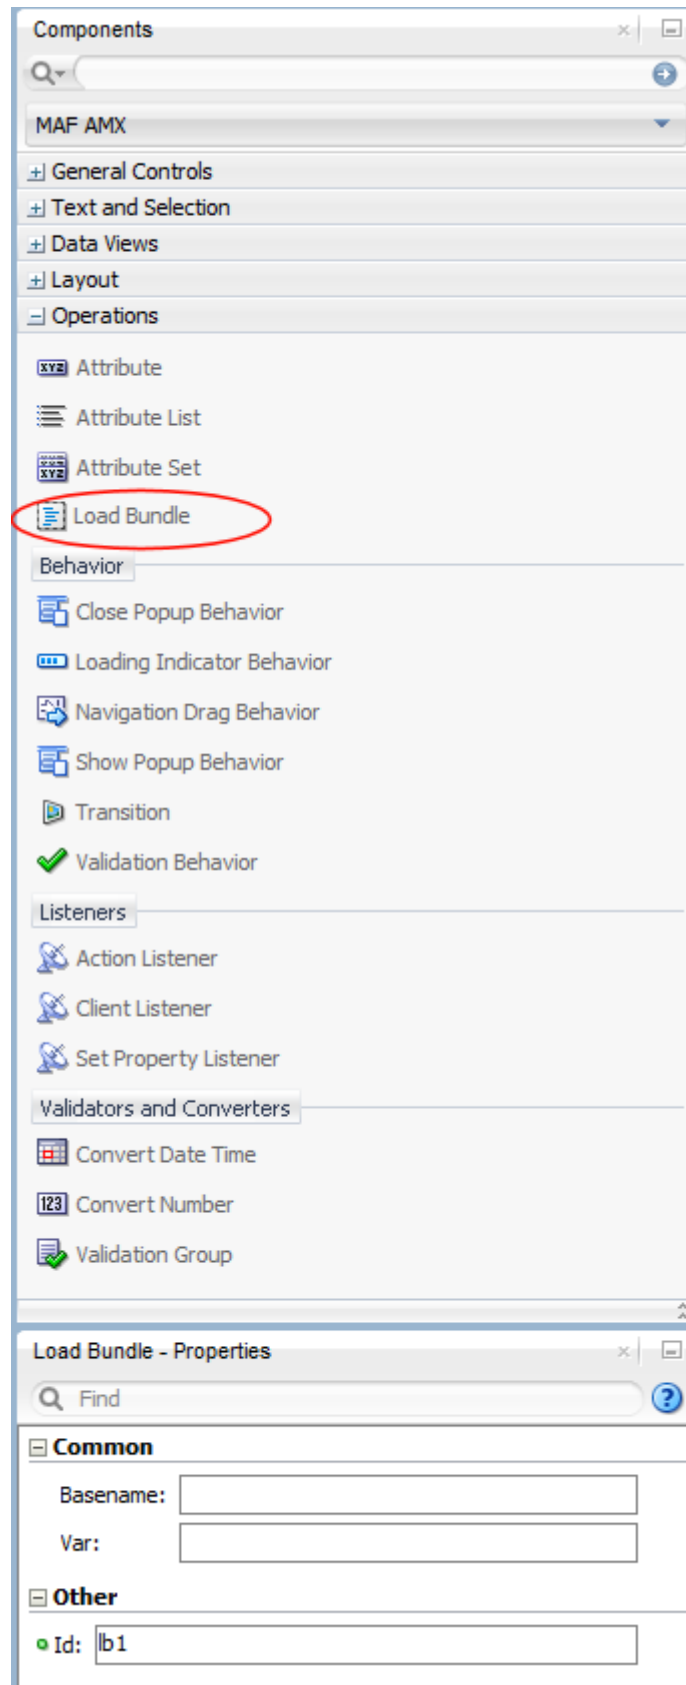 Components
MAF AMX
General Controls
Text and Selection
Data Views
Layout
Operations
XYZ Attribute
Attribute List
XYZ Attribute Set
Load Bundle
Behavior
Close Popup Behavior
Loading Indicator Behavior
Navigation Drag Behavior
Show Popup Behavior
Transition
Validation Behavior
Listeners
Action Listener
Client Listener
Set Property Listener
Validators and Converters
Convert Date Time
123 Convert Number
Validation Group
Load Bundle - Properties
Find
Common
Basename:
Var:
Other
Id: lb1